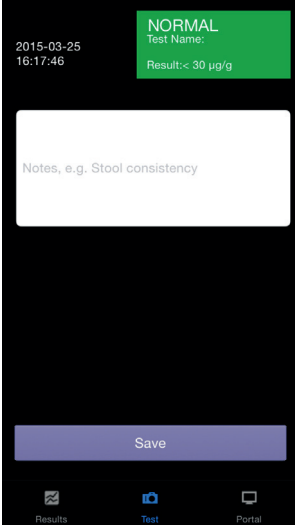 NORMAL
2015-03-25
Test Name:
16:17:46
Result:< 30 µg/g
Notes, e.g. Stool consistency
Save
Results
Test
Portal